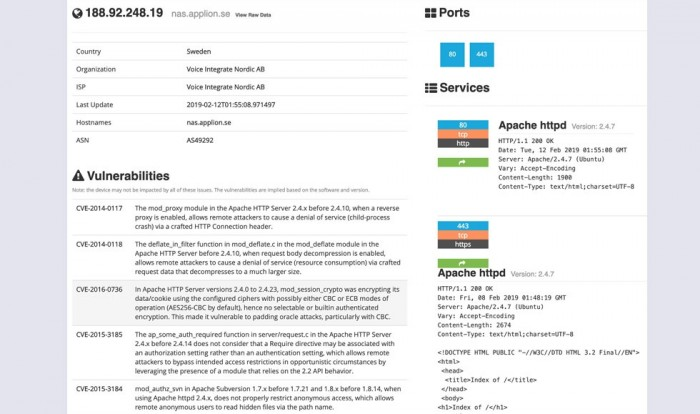 188.92.248.19 nas.applion.se View Raw Data
Country Sweden
Organization Voice Integrate Nordic AB
ISP Voice Integrate Nordic AB
Last Update 2019-02-12T01:55:08.971497
Hostnames nas.applion.se
ASN AS49292
Vulnerabilities
Note: the device may not be impacted by all of these issues. The vulnerabilities are implied based on the software and version.
CVE-2014-0117 The mod_proxy module in the Apache HTTP Server 2.4.x before 2.4.10, when a reverse
proxy is enabled, allows remote attackers to cause a denial of service (child-process
crash) via a crafted HTTP Connection header.
CVE-2014-0118 The deflate_in_filter function in mod_deflate.c in the mod_deflate module in the
Apache HTTP Server before 2.4.10, when request body decompression is enabled,
allows remote attackers to cause a denial of service (resource consumption) via crafted
request data that decompresses to a much larger size.
CVE-2016-0736 In Apache HTTP Server versions 2.4.0 to 2.4.23, mod_session_crypto was encrypting its
data/cookie using the configured ciphers with possibly either CBC or ECB modes of
operation (AES256-CBC by default), hence no selectable or builtin authenticated
encryption. This made it vulnerable to padding oracle attacks, particularly with CBC.
CVE-2015-3185 The ap_some_auth_required function in server/request.c in the Apache HTTP Server
2.4.x before 2.4.14 does not consider that a Require directive may be associated with
an authorization setting rather than an authentication setting, which allows remote
attackers to bypass intended access restrictions in opportunistic circumstances by
leveraging the presence of a module that relies on the 2.2 API behavior.
CVE-2015-3184 mod_authz_svn in Apache Subversion 1.7.x before 1.7.21 and 1.8.x before 1.8.14, when
using Apache httpd 2.4.x, does not properly restrict anonymous access, which allows
remote anonymous users to read hidden files via the path name.
Ports
80 443
Services
80
tcp
http
Apache httpd Version: 2.4.7
HTTP/1.1 200 OK
Date: Tue, 12 Feb 2019 01:55:08 GMT
Server: Apache/2.4.7 (Ubuntu)
Vary: Accept-Encoding
Content-Length: 1900
Content-Type: text/html;charset=UTF-8
443
tcp
https
Apache httpd Version: 2.4.7
HTTP/1.1 200 OK
Date: Fri, 08 Feb 2019 01:48:19 GMT
Server: Apache/2.4.7 (Ubuntu)
Vary: Accept-Encoding
Content-Length: 2674
Content-Type: text/html;charset=UTF-8
<!DOCTYPE HTML PUBLIC "-//W3C//DTD HTML 3.2 Final//EN">
<html>
<head>
<title>Index of /</title>
</head>
<body>
<h1>Index of /</h1>